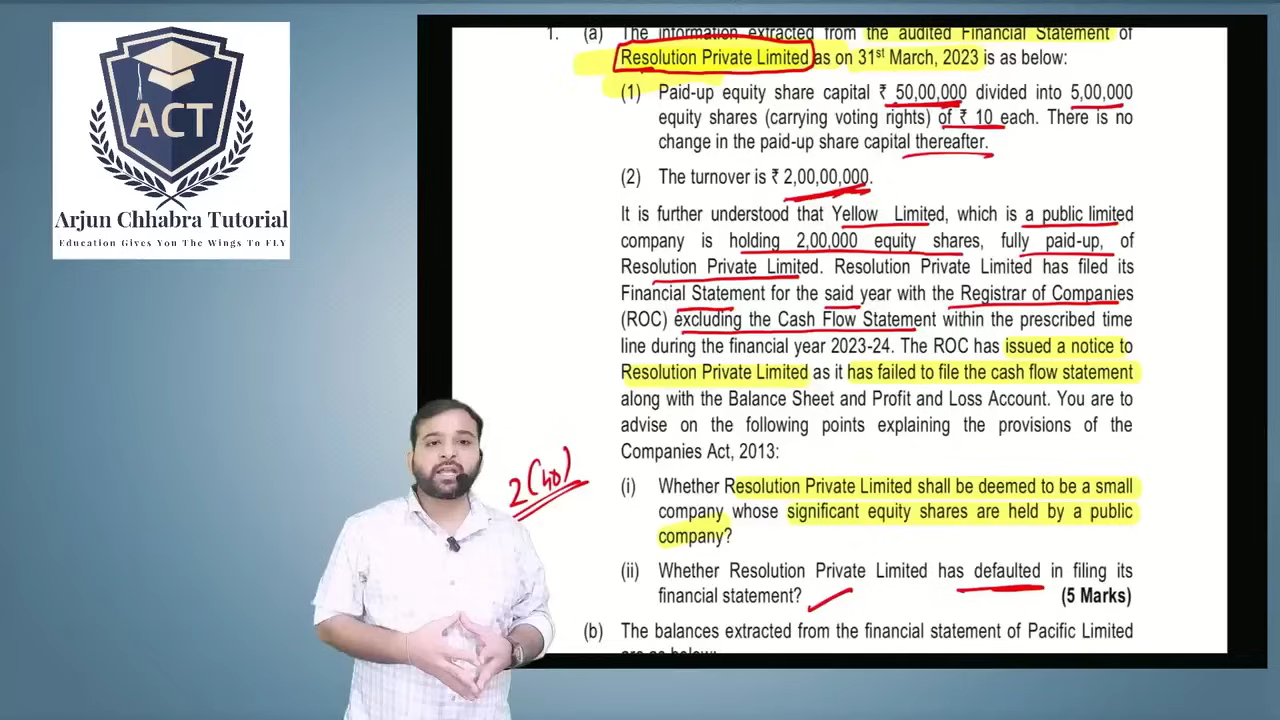 ACT
Arjun Chhabra Tutorial
Education Gives You The Wings To FLY
1. (a) The information extracted from the audited Financial Statement of
Resolution Private Limited as on 31st March, 2023 is as below:
(1) Paid-up equity share capital ₹ 50,00,000 divided into 5,00,000
equity shares (carrying voting rights) of ₹ 10 each. There is no
change in the paid-up share capital thereafter.
(2) The turnover is ₹ 2,00,00,000.
It is further understood that Yellow Limited, which is a public limited
company is holding 2,00,000 equity shares, fully paid-up, of
Resolution Private Limited. Resolution Private Limited has filed its
Financial Statement for the said year with the Registrar of Companies
(ROC) excluding the Cash Flow Statement within the prescribed time
line during the financial year 2023-24. The ROC has issued a notice to
Resolution Private Limited as it has failed to file the cash flow statement
along with the Balance Sheet and Profit and Loss Account. You are to
advise on the following points explaining the provisions of the
Companies Act, 2013:
2(40)
(i) Whether Resolution Private Limited shall be deemed to be a small
company whose significant equity shares are held by a public
company?
(ii) Whether Resolution Private Limited has defaulted in filing its
financial statement? (5 Marks)
(b) The balances extracted from the financial statement of Pacific Limited
are as below: